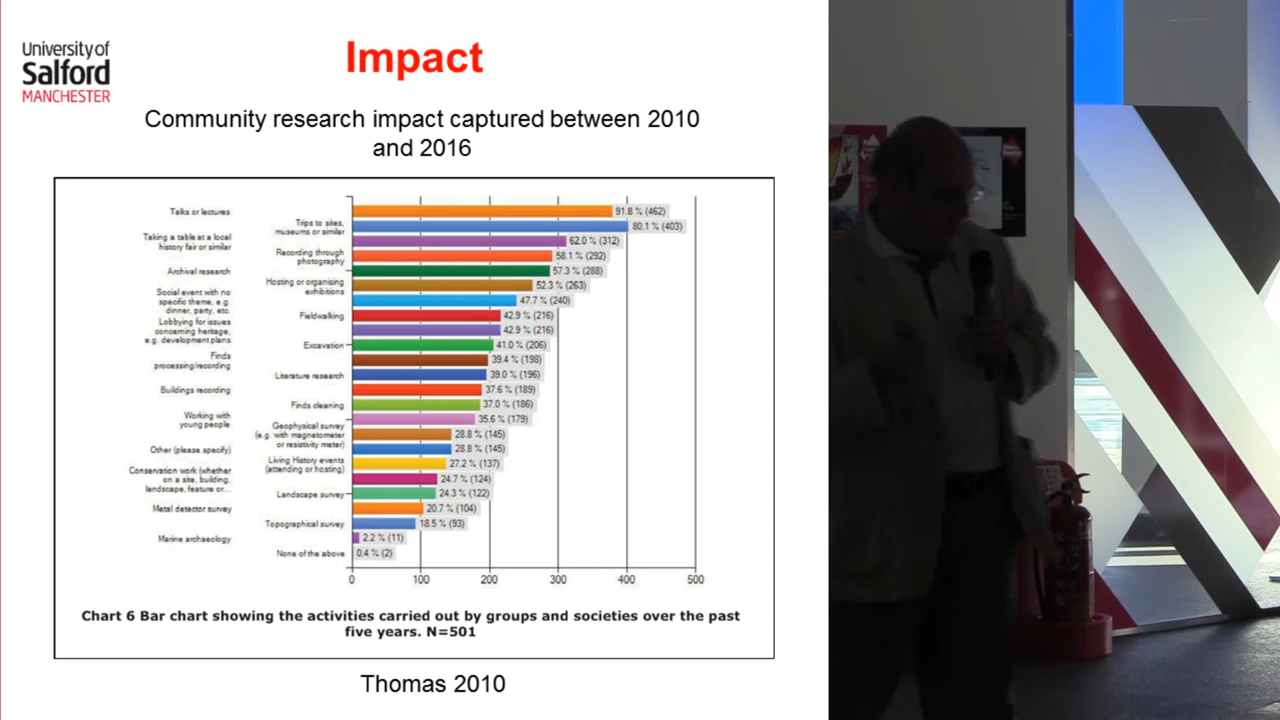 University of
Salford
MANCHESTER
Impact
Community research impact captured between 2010
and 2016
Talks or lectures
91.8 % (462)
Trips to sites,
museums or similar
80.1 % (403)
Taking a table at a local
history fair or similar
62.0 % (312)
Recording through
photography
58.1 % (292)
Archival research
57.3 % (288)
Hosting or organising
exhibitions
52.3 % (263)
Social event with no
specific theme, e.g.
dinner, party, etc.
47.7 % (240)
Fieldwalking
42.9 % (216)
Lobbying for issues
concerning heritage,
e.g. development plans
42.9 % (216)
Excavation
41.0 % (206)
Finds
processing/recording
39.4 % (198)
Literature research
39.0 % (196)
Buildings recording
37.6 % (189)
Finds cleaning
37.0 % (186)
Working with
young people
35.6 % (179)
Geophysical survey
(e.g. with magnetometer
or resistivity meter)
28.8 % (145)
Other (please specify)
28.8 % (145)
Living History events
(attending or hosting)
27.2 % (137)
Conservation work (whether
on a site, building,
landscape, feature or...
24.7 % (124)
Landscape survey
24.3 % (122)
Metal detector survey
20.7 % (104)
Topographical survey
18.5 % (93)
Marine archaeology
2.2 % (11)
None of the above
0.4 % (2)
0 100 200 300 400 500
Chart 6 Bar chart showing the activities carried out by groups and societies over the past
five years. N=501
Thomas 2010